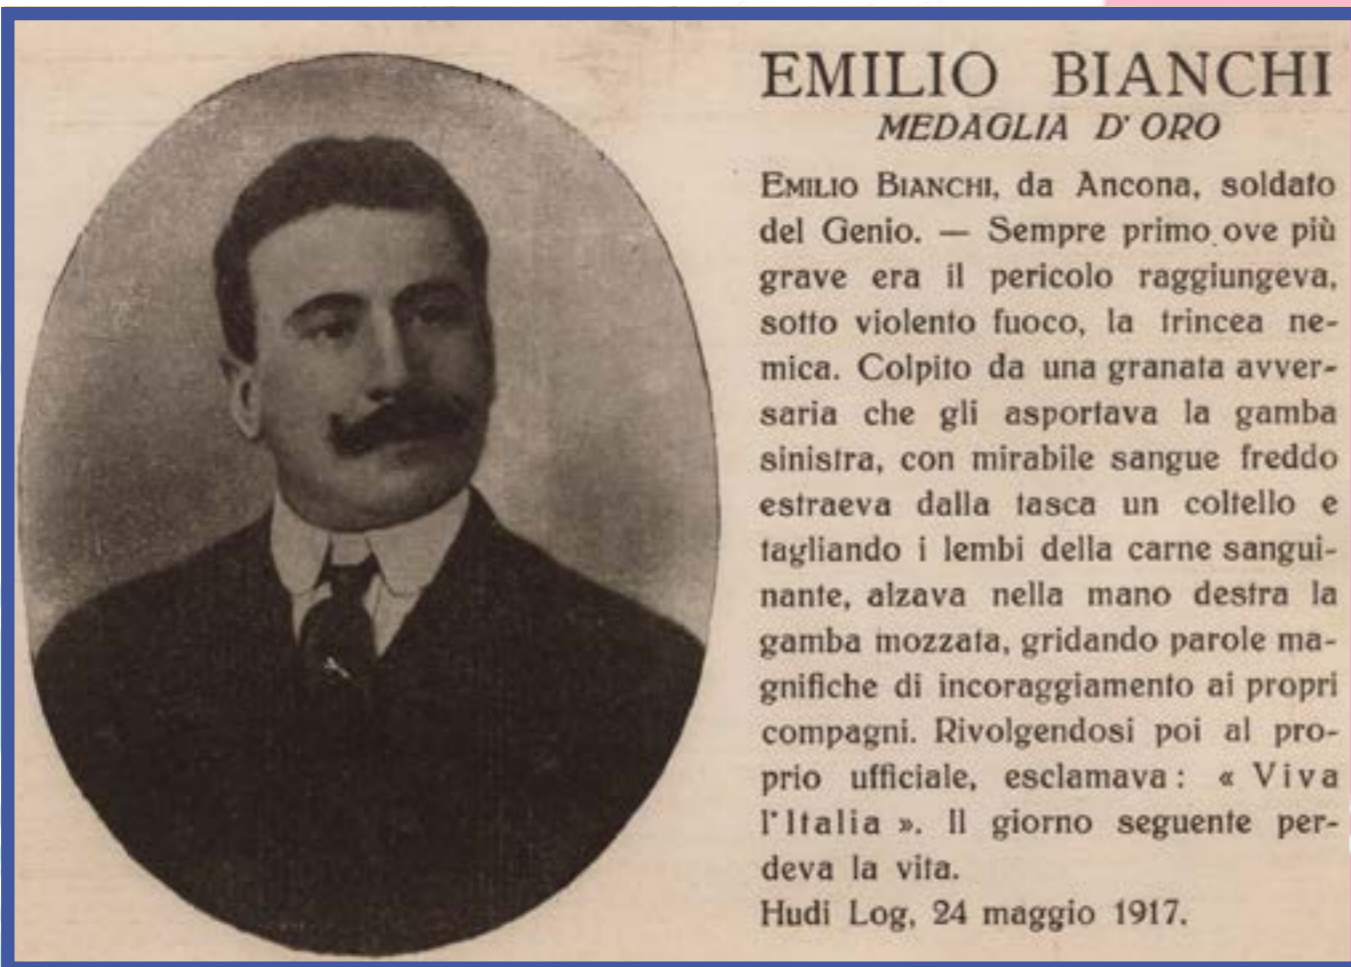 EMILIO BIANCHI
MEDAGLIA D'ORO
EMILIO BIANCHI, da Ancona, soldato
del Genio. — Sempre primo ove più
grave era il pericolo raggiungeva,
sotto violento fuoco, la trincea ne-
mica. Colpito da una granata avver-
saria che gli asportava la gamba
sinistra, con mirabile sangue freddo
estraeva dalla tasca un coltello e
tagliando i lembi della carne sangui-
nante, alzava nella mano destra la
gamba mozzata, gridando parole ma-
gnifiche di incoraggiamento ai propri
compagni. Rivolgendosi poi al pro-
prio ufficiale, esclamava: « Viva
l'Italia ». Il giorno seguente per-
deva la vita.
Hudi Log, 24 maggio 1917.